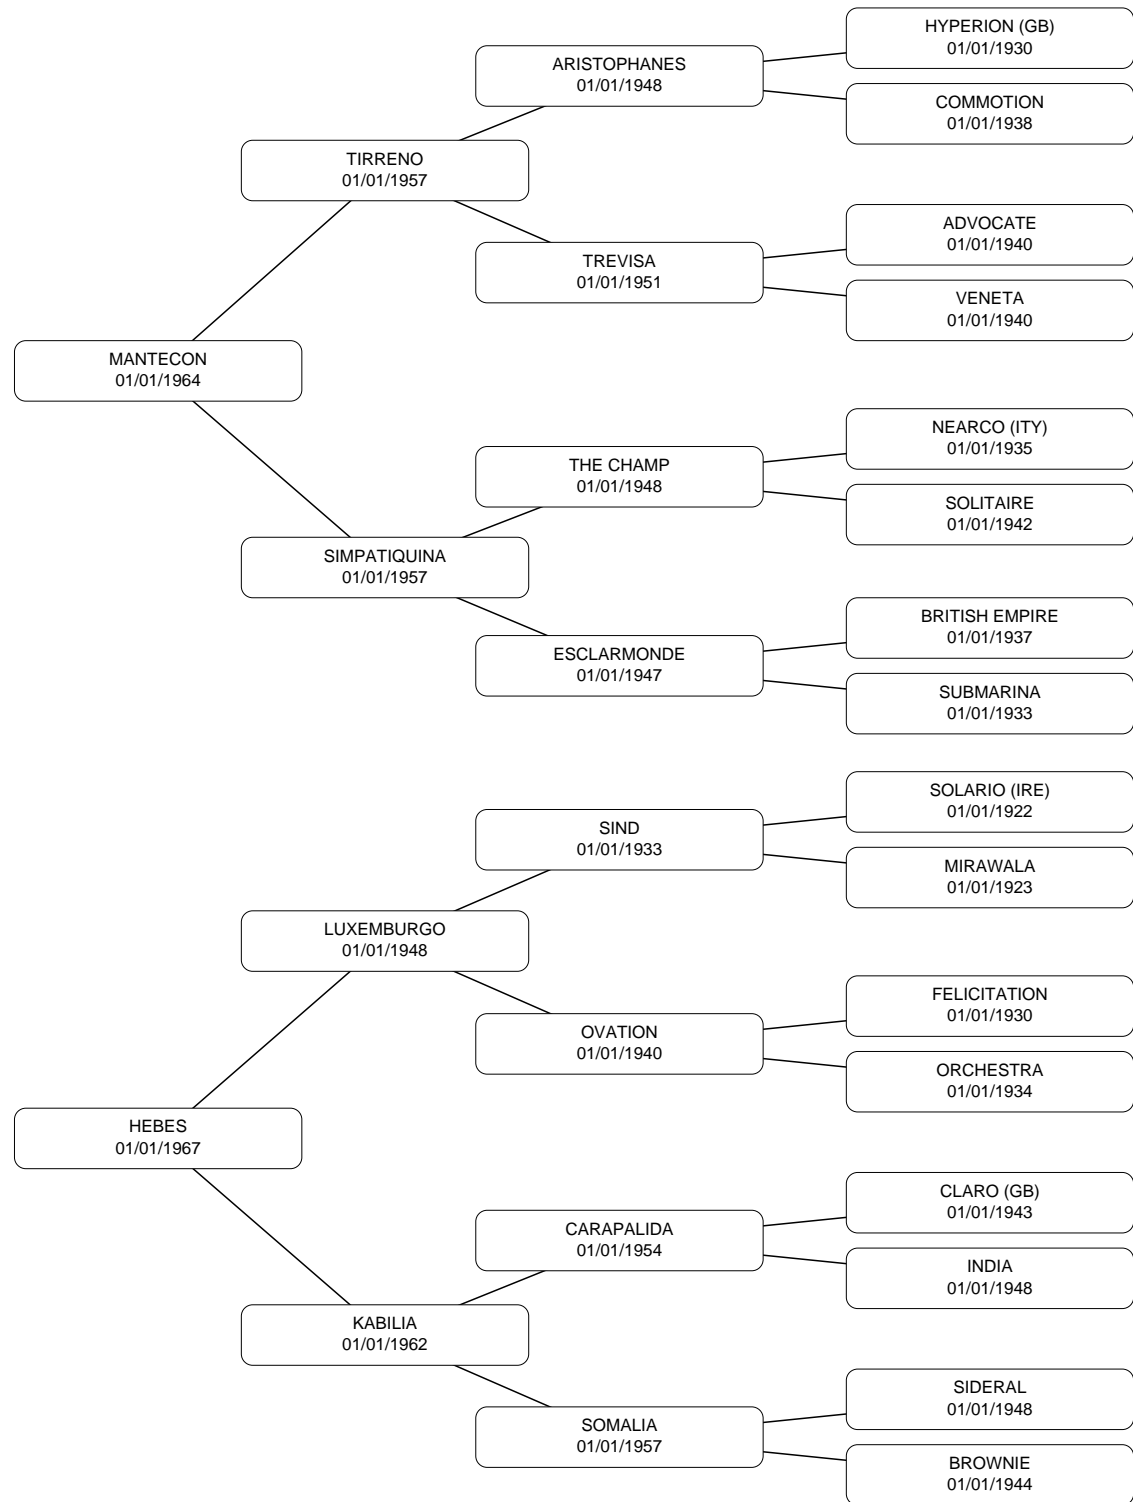 HYPERION (GB)
01/01/1930
ARISTOPHANES
01/01/1948
COMMOTION
01/01/1938
TIRRENO
01/01/1957
ADVOCATE
01/01/1940
TREVISA
01/01/1951
VENETA
01/01/1940
MANTECON
01/01/1964
NEARCO (ITY)
01/01/1935
THE CHAMP
01/01/1948
SOLITAIRE
01/01/1942
SIMPATIQUINA
01/01/1957
BRITISH EMPIRE
01/01/1937
ESCLARMONDE
01/01/1947
SUBMARINA
01/01/1933
SOLARIO (IRE)
01/01/1922
SIND
01/01/1933
MIRAWALA
01/01/1923
LUXEMBURGO
01/01/1948
FELICITATION
01/01/1930
OVATION
01/01/1940
ORCHESTRA
01/01/1934
HEBES
01/01/1967
CLARO (GB)
01/01/1943
CARAPALIDA
01/01/1954
INDIA
01/01/1948
KABILIA
01/01/1962
SIDERAL
01/01/1948
SOMALIA
01/01/1957
BROWNIE
01/01/1944